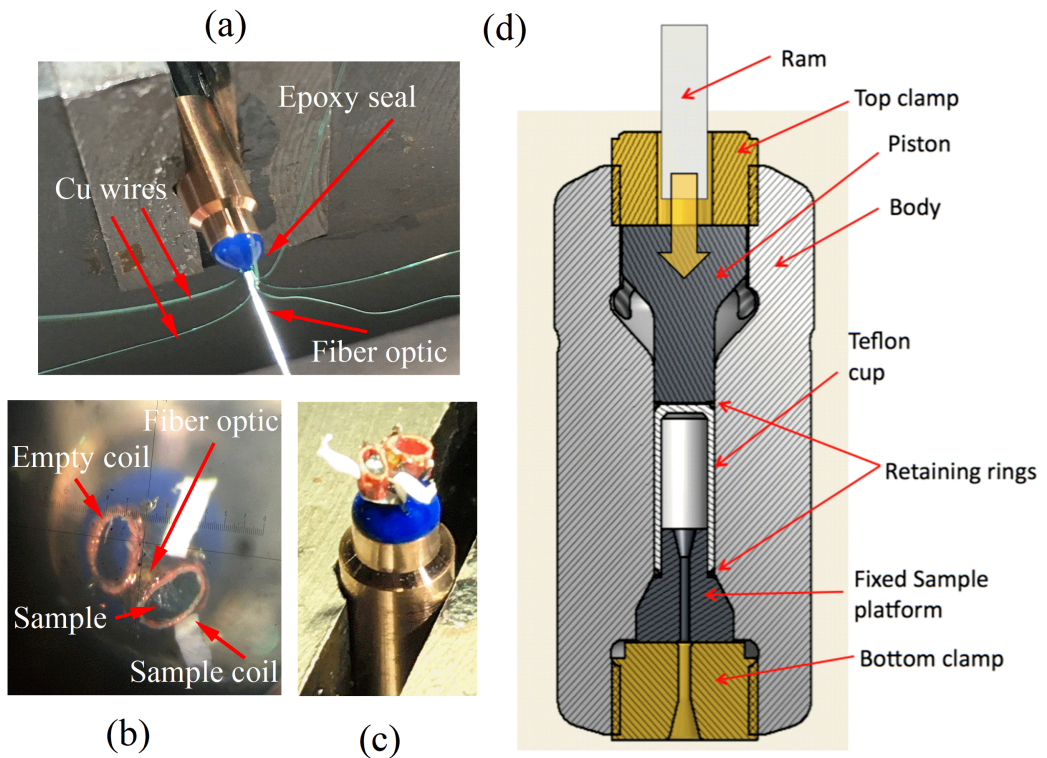 (a)
Epoxy seal
Cu wires
Fiber optic
Fiber optic
Empty coil
Sample
Sample coil
(b)
(c)
(d)
Ram
Top clamp
Piston
Body
Teflon
cup
Retaining rings
Fixed Sample
platform
Bottom clamp